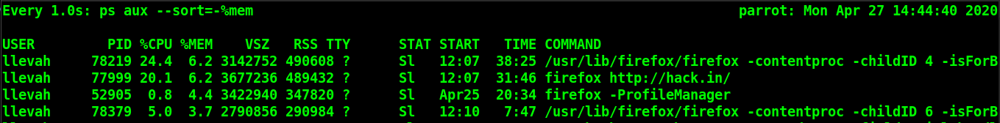 Every 1.0s: ps aux --sort=-%mem parrot: Mon Apr 27 14:44:40 2020
USER PID %CPU %MEM VSZ RSS TTY STAT START TIME COMMAND
llevah 78219 24.4 6.2 3142752 490608 ? Sl 12:07 38:25 /usr/lib/firefox/firefox -contentproc -childID 4 -isForB
llevah 77999 20.1 6.2 3677236 489432 ? Sl 12:07 31:46 firefox http://hack.in/
llevah 52905 0.8 4.4 3422940 347820 ? Sl Apr25 20:34 firefox -ProfileManager
llevah 78379 5.0 3.7 2790856 290984 ? Sl 12:10 7:47 /usr/lib/firefox/firefox -contentproc -childID 6 -isForB